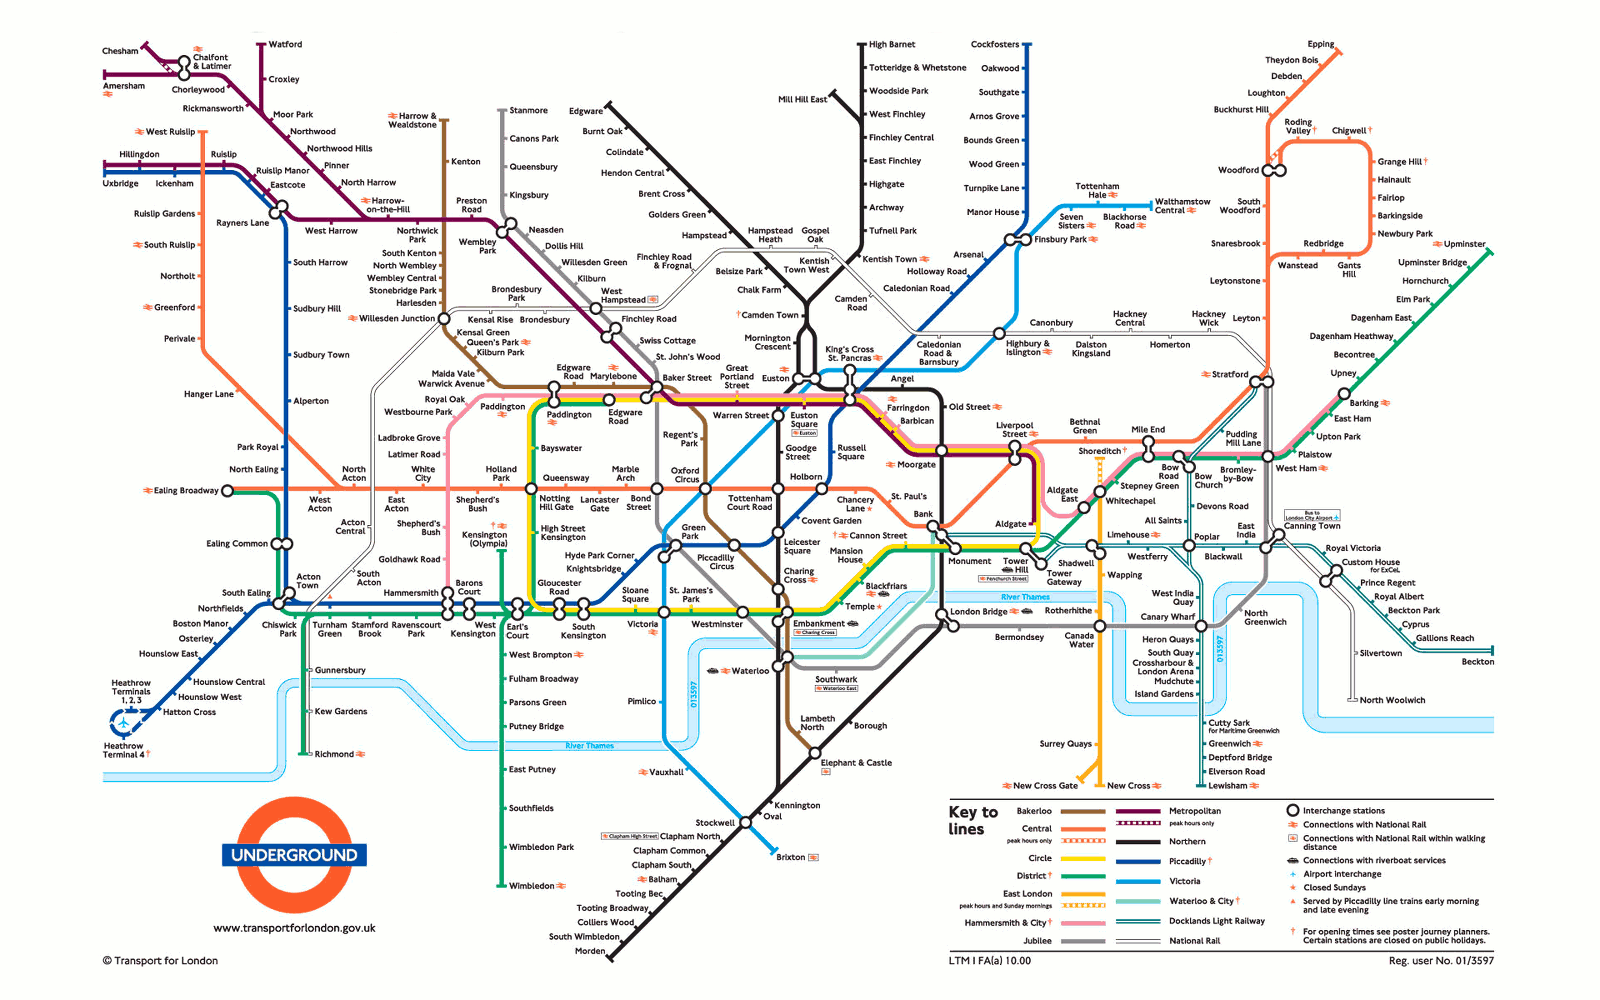 Chesham
Chalfont
& Latimer
Amersham
Chorleywood
Rickmansworth
Watford
Croxley
Moor Park
Northwood
Northwood Hills
Pinner
North Harrow
Harrow-
on-the-Hill
West Ruislip
Hillingdon
Ruislip
Ruislip Manor
Eastcote
Uxbridge
Ickenham
Ruislip Gardens
Rayners Lane
West Harrow
South Ruislip
Northolt
Greenford
Perivale
Hanger Lane
South Harrow
Sudbury Hill
Sudbury Town
Alperton
Park Royal
North Ealing
Ealing Broadway
Ealing Common
South Ealing
Northfields
Boston Manor
Osterley
Hounslow East
Hounslow Central
Hounslow West
Hatton Cross
Heathrow
Terminals
1, 2, 3
Heathrow
Terminal 4†
Harrow &
Wealdstone
Kenton
Northwick
Park
Preston
Road
Wembley
Park
South Kenton
North Wembley
Wembley Central
Stonebridge Park
Harlesden
Willesden Junction
Kensal Green
Queen's Park
Kilburn Park
Maida Vale
Warwick Avenue
Stanmore
Canons Park
Queensbury
Kingsbury
Neasden
Dollis Hill
Willesden Green
Kilburn
West
Hampstead
Finchley Road
Swiss Cottage
St. John's Wood
Baker Street
Brondesbury
Park
Kensal Rise
Brondesbury
Finchley Road
& Frognal
Edgware
Burnt Oak
Colindale
Hendon Central
Brent Cross
Golders Green
Hampstead
Belsize Park
Chalk Farm
†Camden Town
Mornington
Crescent
Euston
Hampstead
Heath
Gospel
Oak
Kentish
Town West
Camden
Road
Mill Hill East
High Barnet
Totteridge & Whetstone
Woodside Park
West Finchley
Finchley Central
East Finchley
Highgate
Archway
Tufnell Park
Kentish Town
Cockfosters
Oakwood
Southgate
Arnos Grove
Bounds Green
Wood Green
Turnpike Lane
Manor House
Finsbury Park
Arsenal
Holloway Road
Caledonian Road
Tottenham
Hale
Seven
Sisters
Blackhorse
Road
Walthamstow
Central
Caledonian
Road &
Barnsbury
Highbury &
Islington
Canonbury
Dalston
Kingsland
Hackney
Central
Homerton
Hackney
Wick
Epping
Theydon Bois
Debden
Loughton
Buckhurst Hill
Roding
Valley†
Chigwell†
Grange Hill†
Hainault
Fairlop
Barkingside
Newbury Park
Woodford
South
Woodford
Snaresbrook
Redbridge
Wanstead
Gants
Hill
Leytonstone
Leyton
Stratford
Upminster
Upminster Bridge
Hornchurch
Elm Park
Dagenham East
Dagenham Heathway
Becontree
Upney
Barking
East Ham
Upton Park
Plaistow
West Ham
Royal Oak
Westbourne Park
Ladbroke Grove
Latimer Road
Paddington
Edgware
Road
Marylebone
Paddington
Edgware
Road
Great
Portland
Street
Warren Street
Euston
Square
Euston
King's Cross
St. Pancras
Angel
Old Street
Farringdon
Barbican
Moorgate
Liverpool
Street
Bethnal
Green
Shoreditch†
Mile End
Pudding
Mill Lane
Bow
Road
Bow
Church
Bromley-
by-Bow
Stepney Green
Whitechapel
Aldgate
East
Aldgate
Bayswater
Regent's
Park
Goodge
Street
Russell
Square
North
Acton
West
Acton
East
Acton
White
City
Shepherd's
Bush
Holland
Park
Notting
Hill Gate
Queensway
Lancaster
Gate
Marble
Arch
Bond
Street
Oxford
Circus
Tottenham
Court Road
Holborn
Chancery
Lane
St. Paul's
Bank
Acton
Central
South
Acton
Acton
Town
Shepherd's
Bush
Goldhawk Road
Hammersmith
Kensington
(Olympia)
High Street
Kensington
Barons
Court
Gloucester
Road
Hyde Park Corner
Knightsbridge
Green
Park
Piccadilly
Circus
Leicester
Square
Covent Garden
Charing
Cross
†Cannon Street
Mansion
House
Blackfriars
Temple
Monument
Tower
Hill
Fenchurch Street
Tower
Gateway
Shadwell
Limehouse
Westferry
Poplar
Blackwall
East
India
All Saints
Devons Road
Bus to
London City Airport
Canning Town
Royal Victoria
Custom House
for ExCeL
Prince Regent
Royal Albert
Beckton Park
Cyprus
Gallions Reach
Beckton
Silvertown
North Woolwich
North
Greenwich
Chiswick
Park
Turnham
Green
Stamford
Brook
Ravenscourt
Park
West
Kensington
Earl's
Court
South
Kensington
Sloane
Square
Victoria
St. James's
Park
Westminster
Embankment
Charing Cross
Waterloo
Southwark
Waterloo East
London Bridge
Bermondsey
Canada
Water
Wapping
Rotherhithe
Surrey Quays
New Cross Gate
New Cross
West India
Quay
Canary Wharf
Heron Quays
South Quay
Crossharbour &
London Arena
Mudchute
Island Gardens
Cutty Sark
for Maritime Greenwich
Greenwich
Deptford Bridge
Elverson Road
Lewisham
Gunnersbury
Kew Gardens
Richmond
West Brompton
Fulham Broadway
Parsons Green
Putney Bridge
East Putney
Southfields
Wimbledon Park
Wimbledon
River Thames
River Thames
013597
013597
Pimlico
Vauxhall
Stockwell
Brixton
Lambeth
North
Borough
Elephant & Castle
Kennington
Oval
Clapham High Street
Clapham North
Clapham Common
Clapham South
Balham
Tooting Bec
Tooting Broadway
Colliers Wood
South Wimbledon
Morden
UNDERGROUND
www.transportforlondon.gov.uk
© Transport for London
Key to
lines
Bakerloo
Central
peak hours only
Circle
District†
East London
peak hours and Sunday mornings
Hammersmith & City†
Jubilee
Metropolitan
peak hours only
Northern
Piccadilly†
Victoria
Waterloo & City†
Docklands Light Railway
National Rail
Interchange stations
Connections with National Rail
Connections with National Rail within walking
distance
Connections with riverboat services
Airport interchange
Closed Sundays
Served by Piccadilly line trains early morning
and late evening
† For opening times see poster journey planners.
Certain stations are closed on public holidays.
LTM 1 FA(a) 10.00
Reg. user No. 01/3597